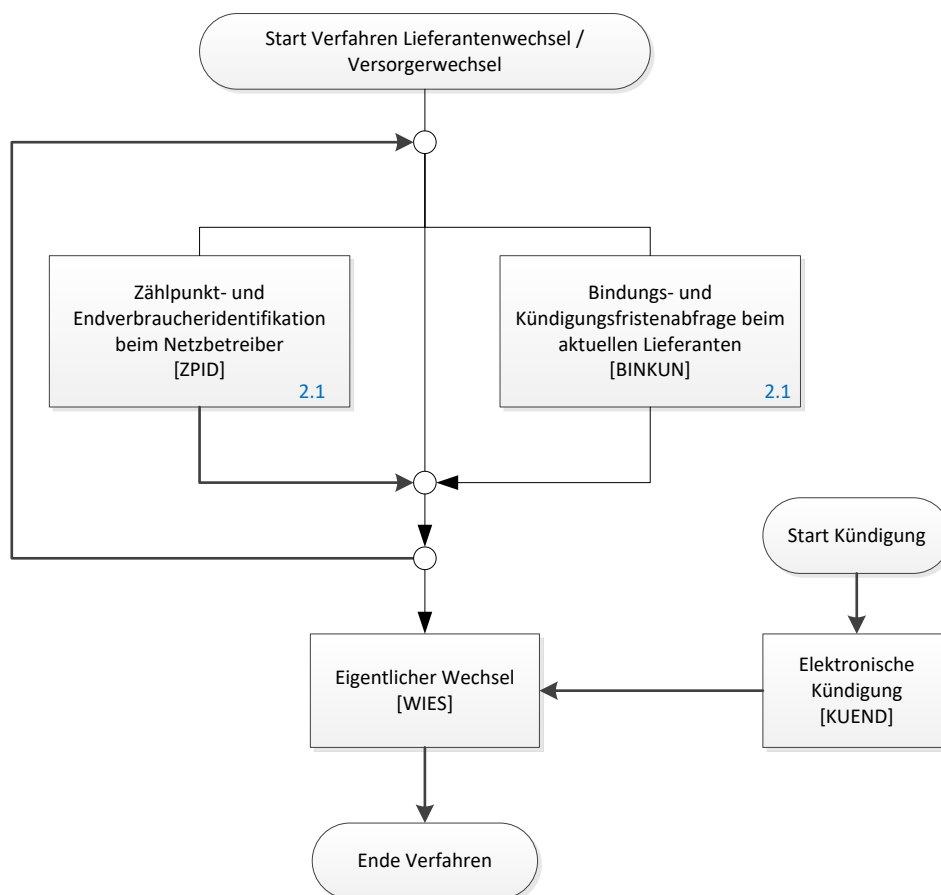 Start Verfahren Lieferantenwechsel /
Versorgerwechsel
Zählpunkt- und
Endverbraucheridentifikation
beim Netzbetreiber
[ZPID]
2.1
Bindungs- und
Kündigungsfristenabfrage beim
aktuellen Lieferanten
[BINKUN]
2.1
Start Kündigung
Eigentlicher Wechsel
[WIES]
Elektronische
Kündigung
[KUEND]
Ende Verfahren